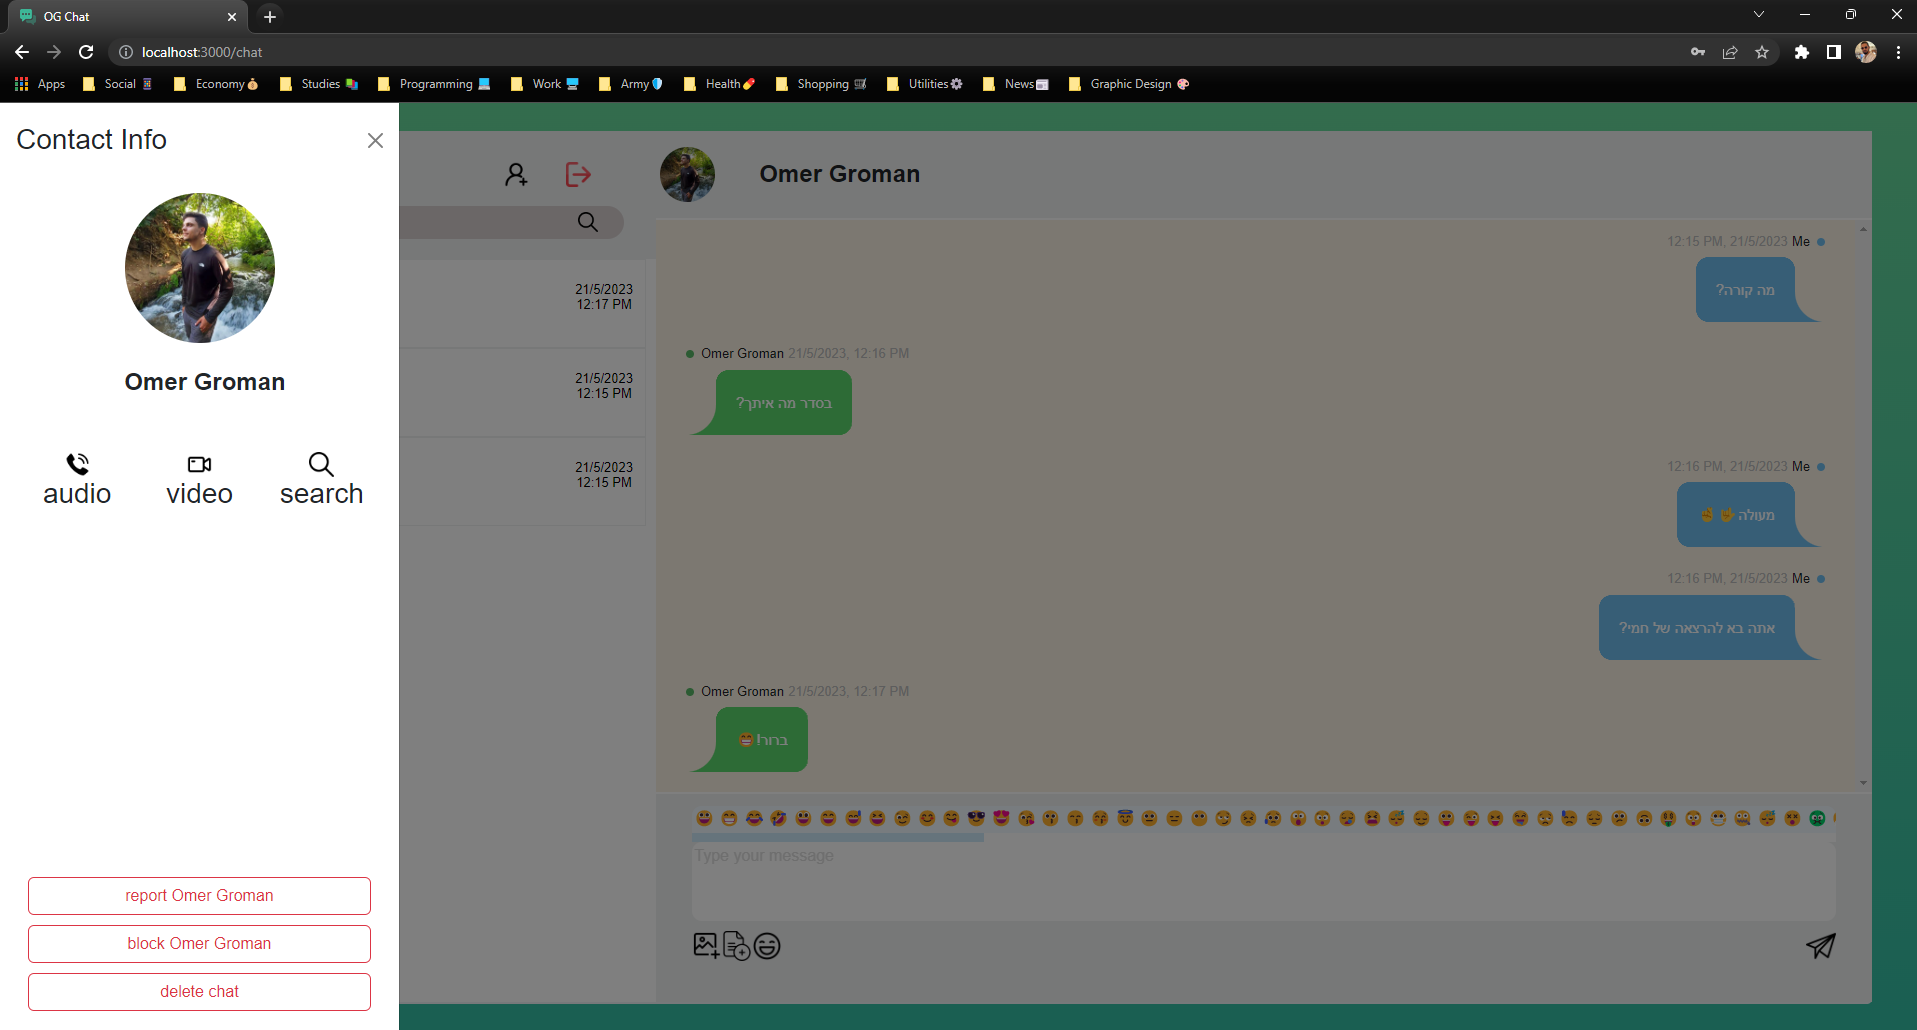 OG Chat
localhost:3000/chat
Apps Social Economy Studies Programming Work Army Health Shopping Utilities News Graphic Design
Contact Info
Omer Groman
audio video search
report Omer Groman
block Omer Groman
delete chat
21/5/2023
12:17 PM
21/5/2023
12:15 PM
21/5/2023
12:15 PM
Omer Groman
12:15 PM, 21/5/2023 Me
מה קורה?
Omer Groman 21/5/2023, 12:16 PM
בסדר מה איתך?
12:16 PM, 21/5/2023 Me
מעולה
12:16 PM, 21/5/2023 Me
אתה בא להרצאה של חמי?
Omer Groman 21/5/2023, 12:17 PM
ברור!😁
Type your message